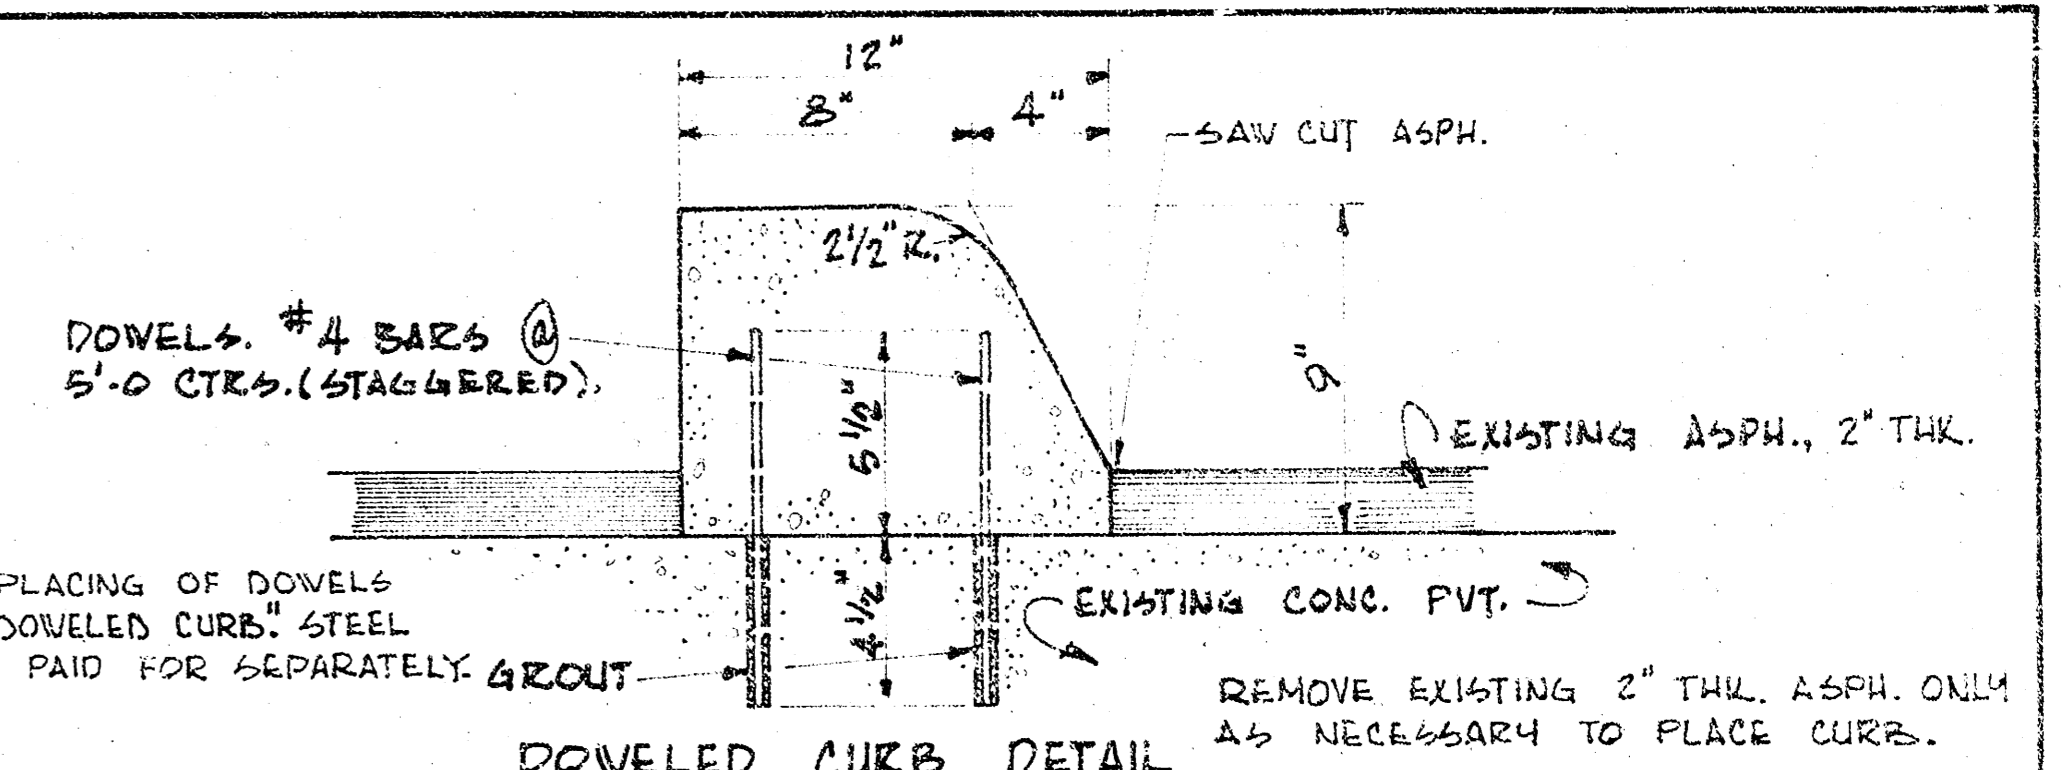 12"
8" 4"
SAW CUT ASPH.
2 1/2" R.
DOWELS. #4 BARS @
5'-0 CTRS. (STAGGERED).
5 1/2"
9"
EXISTING ASPH., 2" THK.
PLACING OF DOWELS
DOWELED CURB". STEEL
PAID FOR SEPARATELY.
GROUT
4 1/2"
EXISTING CONC. PVT.
REMOVE EXISTING 2" THK. ASPH. ONLY
AS NECESSARY TO PLACE CURB.
DOWELED CURB DETAIL